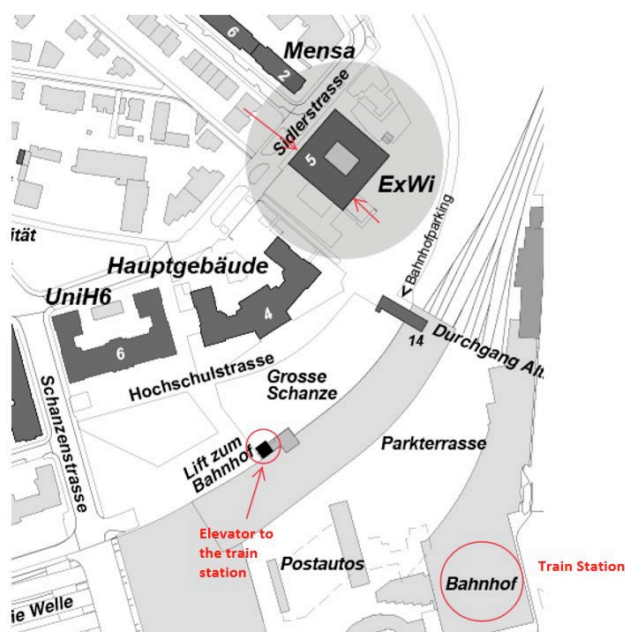 6
Mensa
2
Sidlerstrasse
5
ExWi
ität
Hauptgebäude
Bahnhofparking
UniH6
4
6
14
Durchgang Alt.
Hochschulstrasse
Grosse
Schanze
Schanzenstrasse
Parkterrasse
Lift zum
Bahnhof
Elevator to
the train
station
Postautos
Train Station
Bahnhof
ie Welle